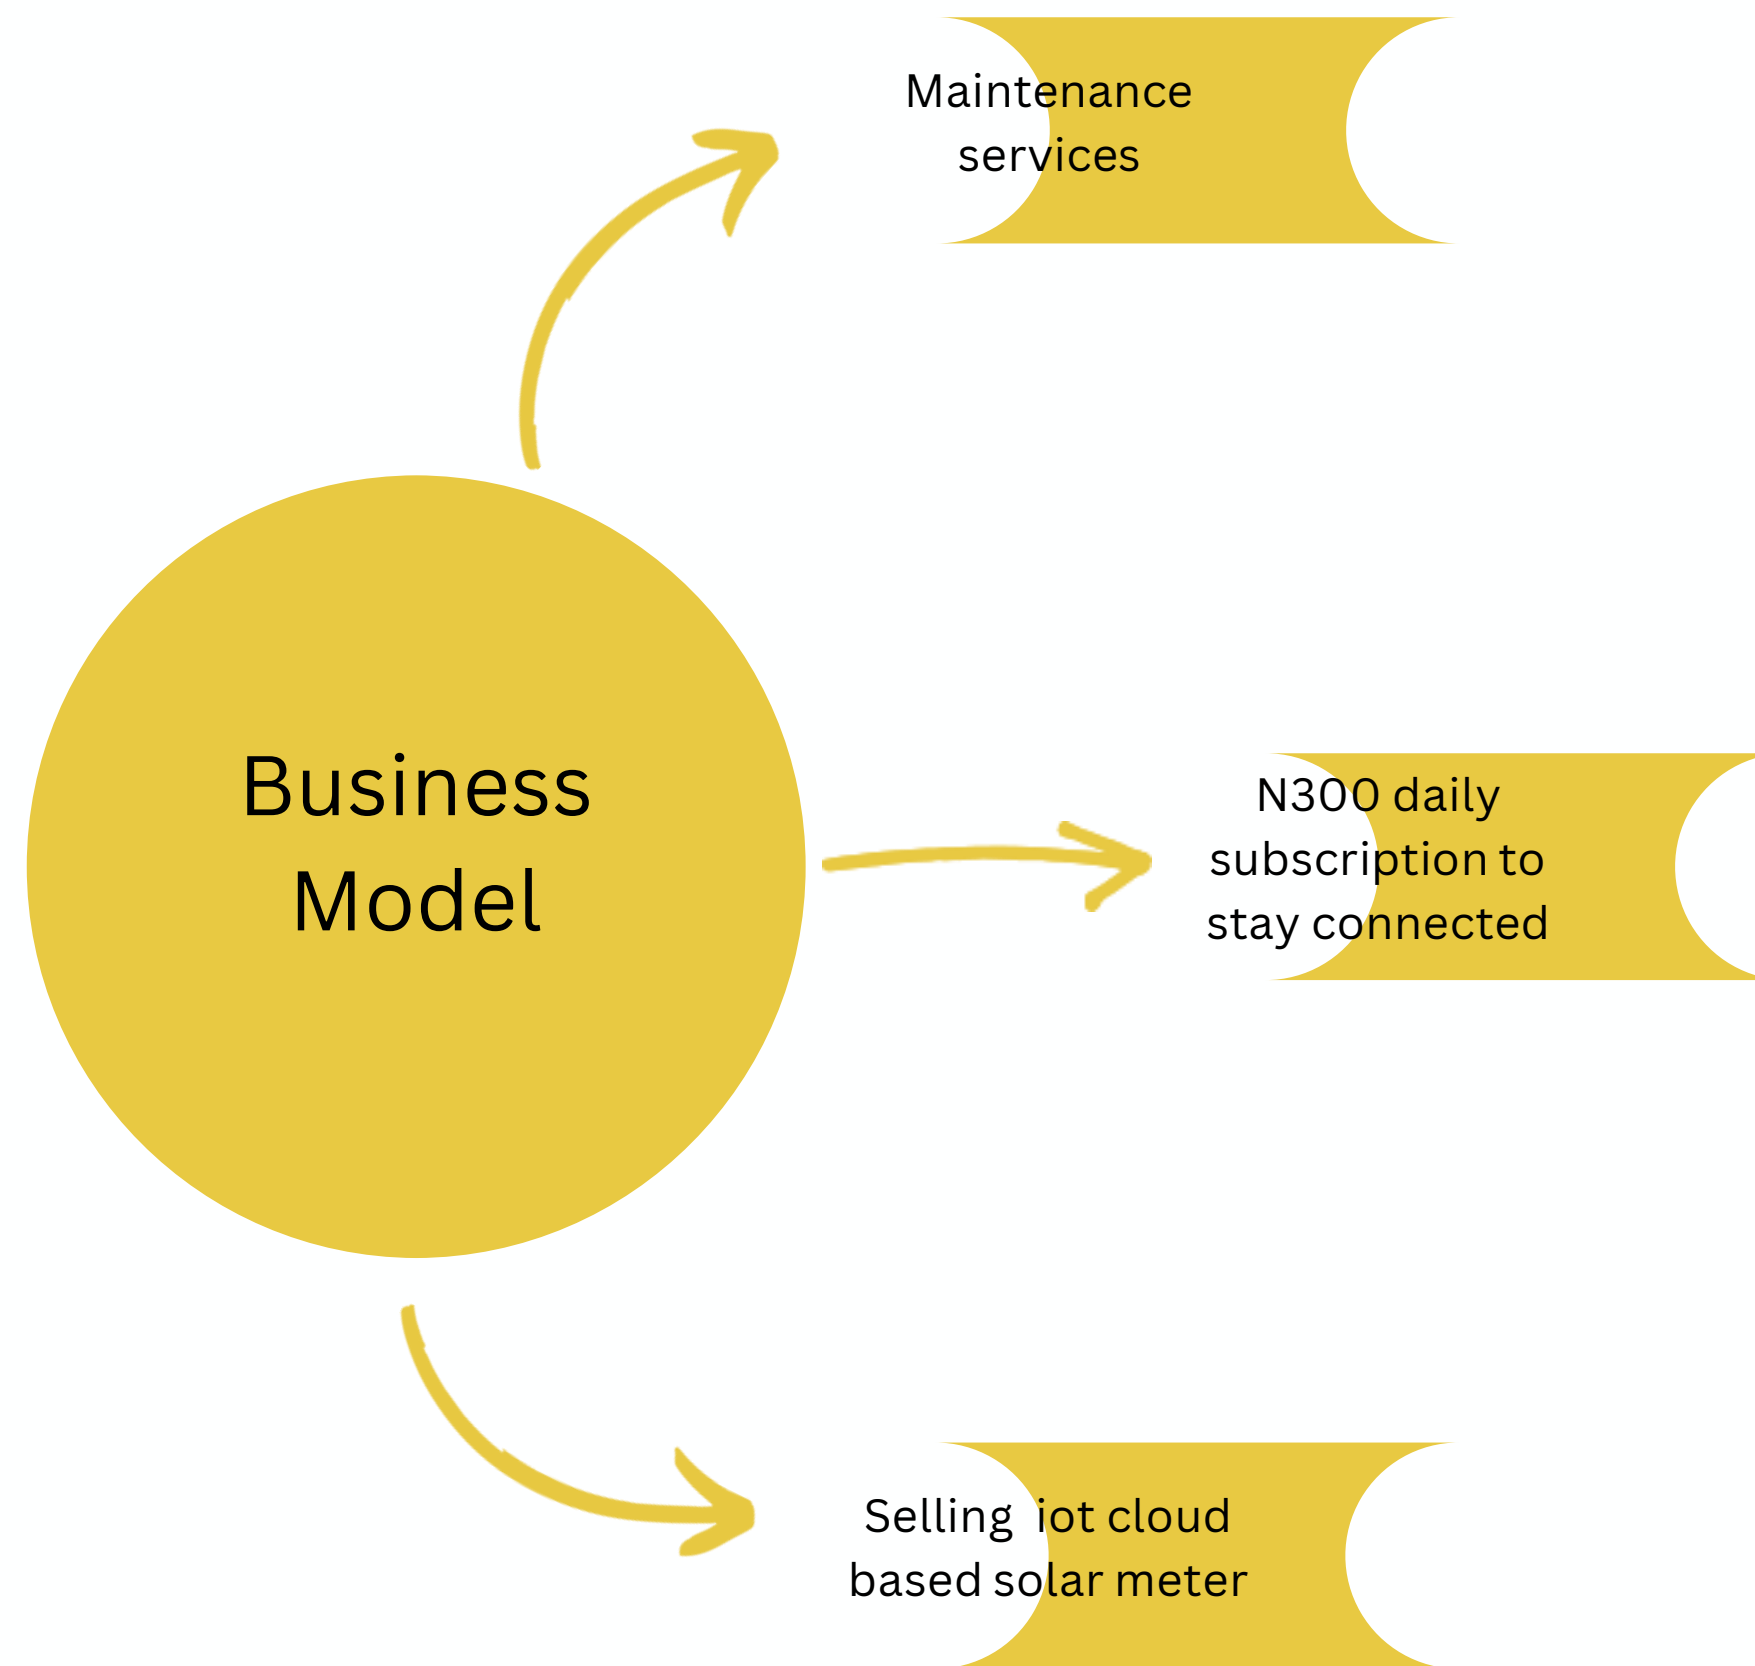 Maintenance
services
Business
Model
N300 daily
subscription to
stay connected
Selling  iot cloud
based solar meter